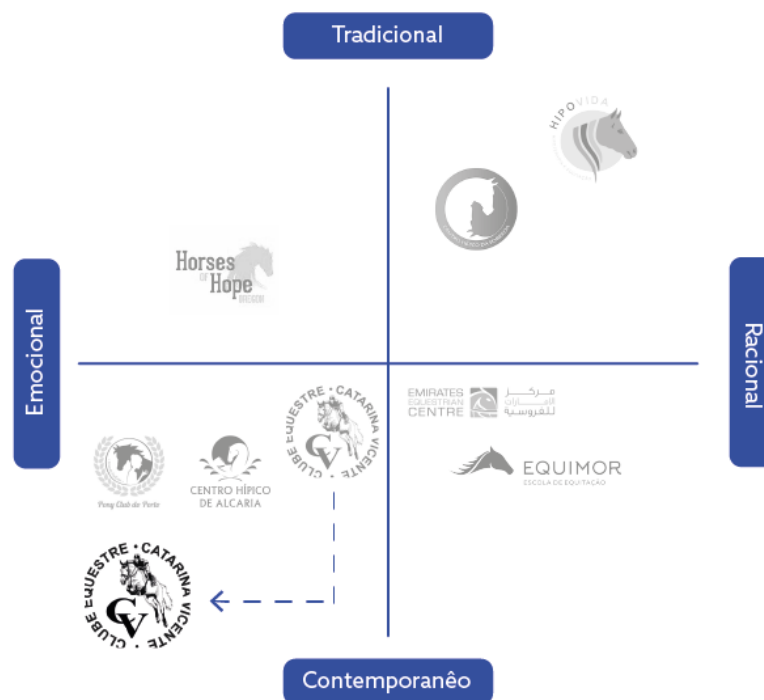 Tradicional
HIPOVIDA
Horses
OF
Hope
OREGON
Emocional
Racional
CLUBE EQUESTRE · CATARINA VICENTE ·
CV
EMIRATES
EQUESTRIAN
CENTRE
مركز
الإمارات
للفروسية
EQUIMOR
ESCOLA DE EQUITAÇÃO
Pony Club do Porto
CENTRO HÍPICO
DE ALCARIA
CLUBE EQUESTRE · CATARINA VICENTE ·
CV
Contemporanêo